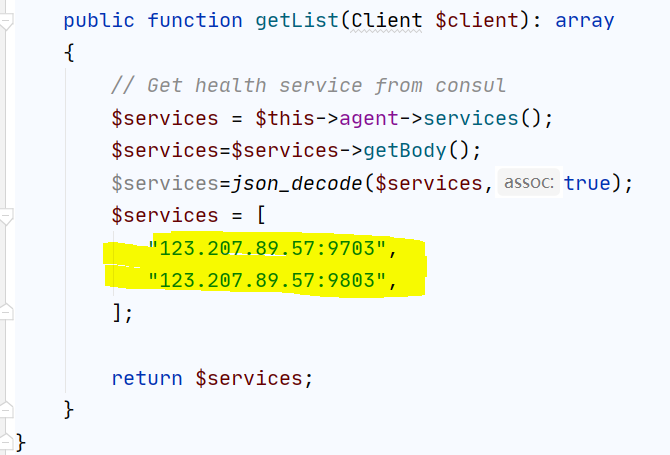 public function getList(Client $client): array
{
// Get health service from consul
$services = $this->agent->services();
$services=$services->getBody();
$services=json_decode($services, assoc: true);
$services = [
"123.207.89.57:9703",
"123.207.89.57:9803",
];
return $services;
}
}